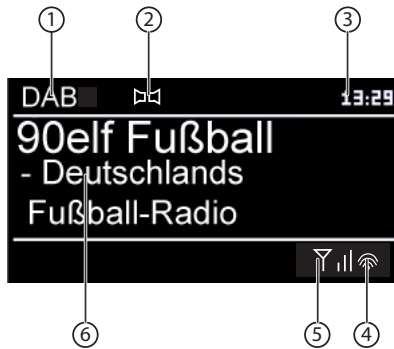 1 2 3
DAB 13:29
90elf Fußball
- Deutschlands
Fußball-Radio
6 5 4